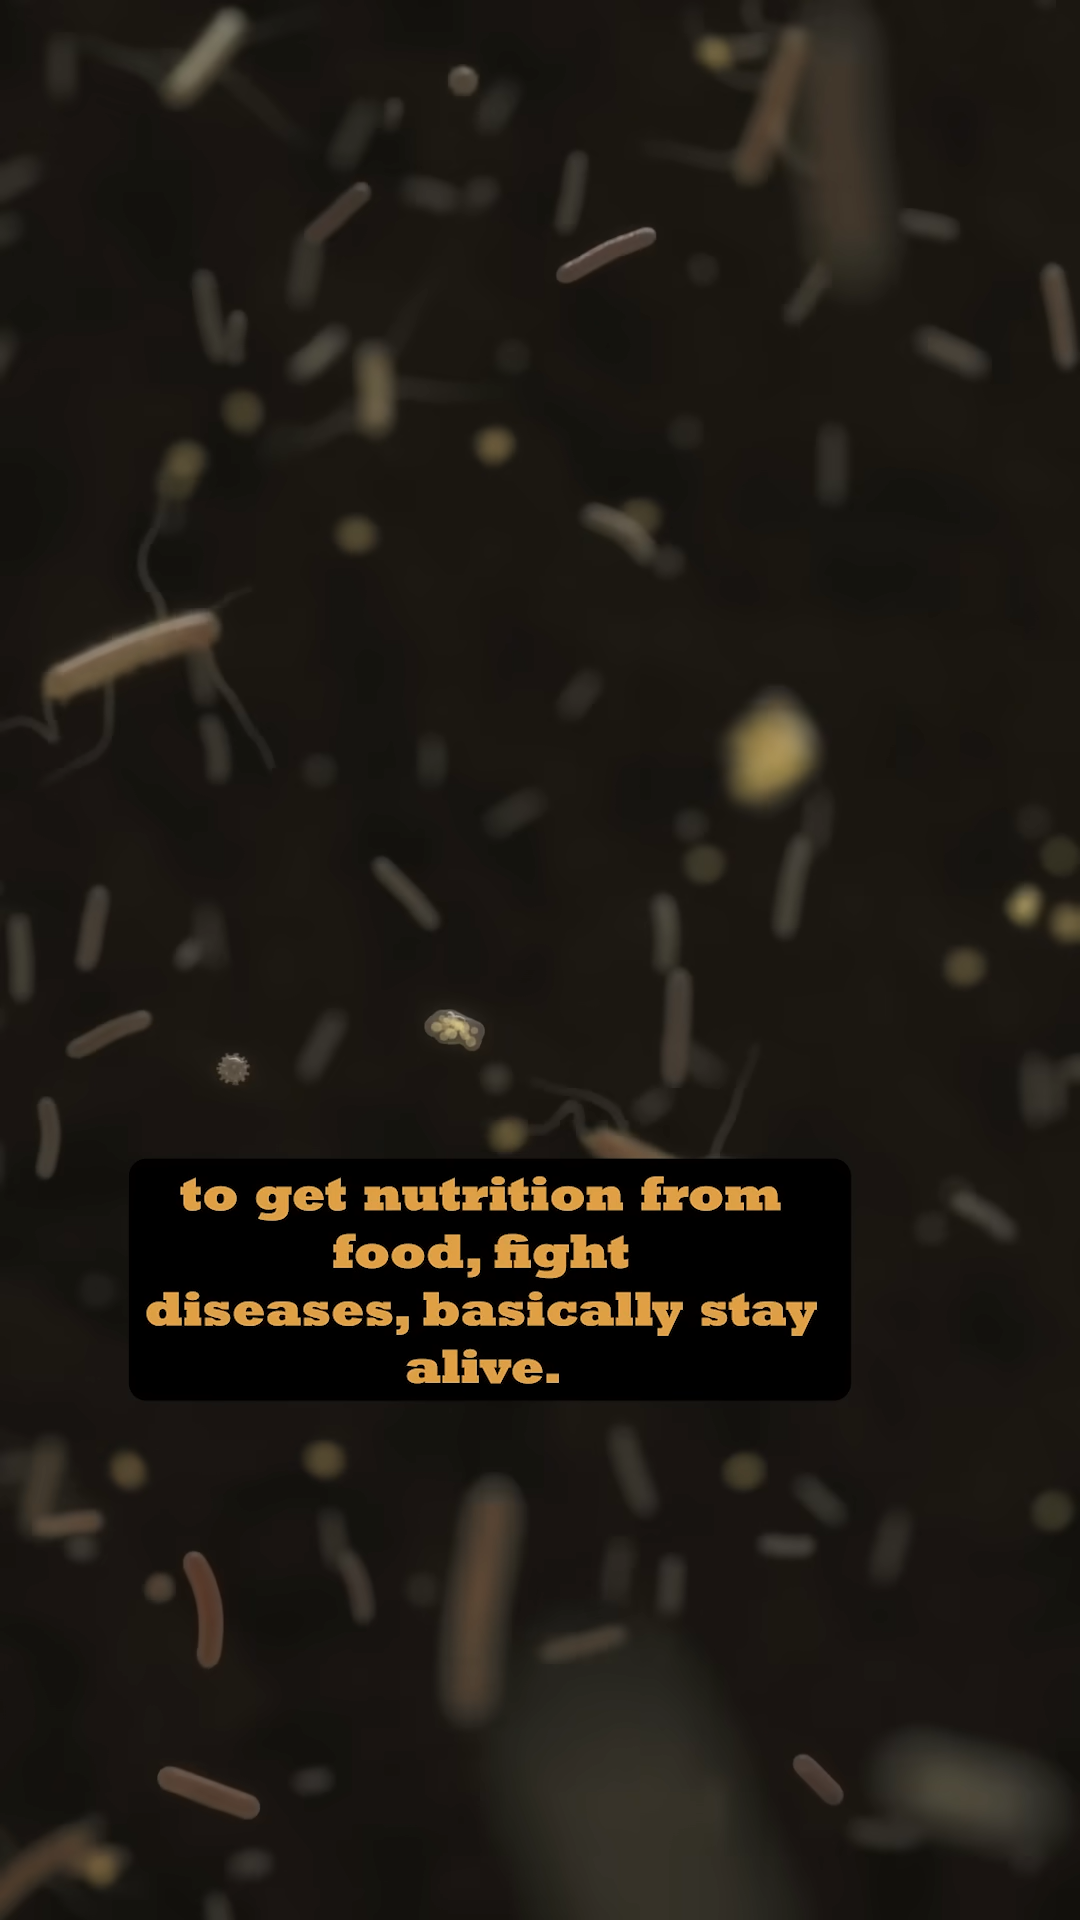 to get nutrition from
food, fight
diseases, basically stay
alive.